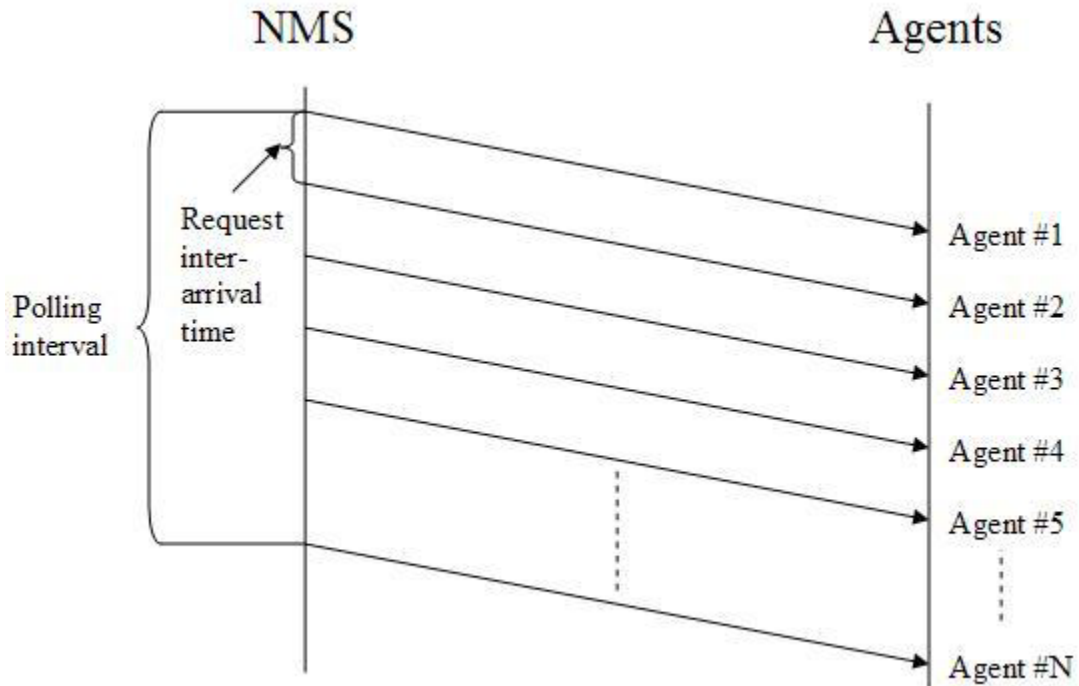 NMS
Agents
Request
inter-
arrival
time
Polling
interval
Agent #1
Agent #2
Agent #3
Agent #4
Agent #5
Agent #N